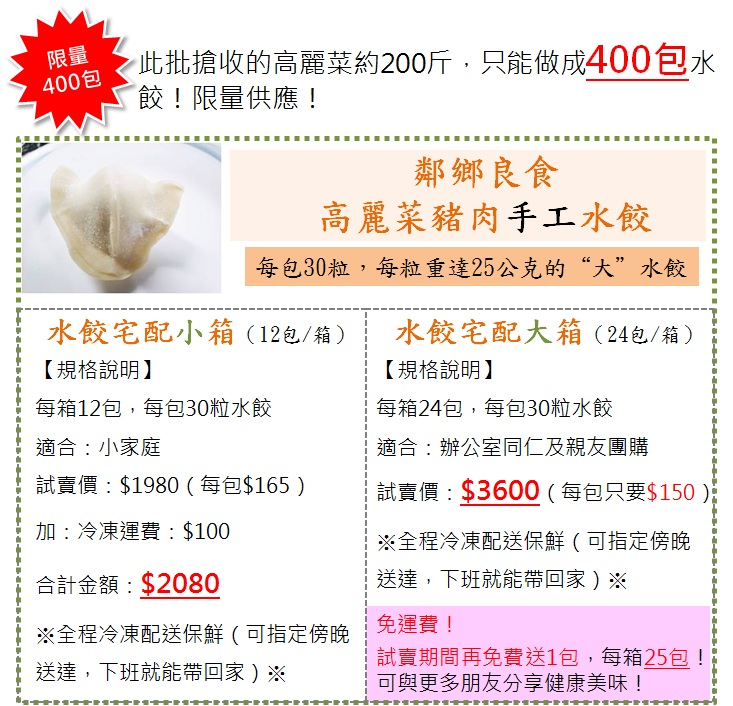 限量
400包
此批搶收的高麗菜約200斤，只能做成400包水
餃！限量供應！
鄰鄉良食
高麗菜豬肉手工水餃
每包30粒，每粒重達25公克的“大”水餃
水餃宅配小箱（12包/箱）
【規格說明】
每箱12包，每包30粒水餃
適合：小家庭
試賣價：$1980（每包$165）
加：冷凍運費：$100
合計金額：$2080
※全程冷凍配送保鮮（可指定傍晚
送達，下班就能帶回家）※
水餃宅配大箱（24包/箱）
【規格說明】
每箱24包，每包30粒水餃
適合：辦公室同仁及親友團購
試賣價：$3600（每包只要$150）
※全程冷凍配送保鮮（可指定傍晚
送達，下班就能帶回家）※
免運費！
試賣期間再免費送1包，每箱25包！
可與更多朋友分享健康美味！